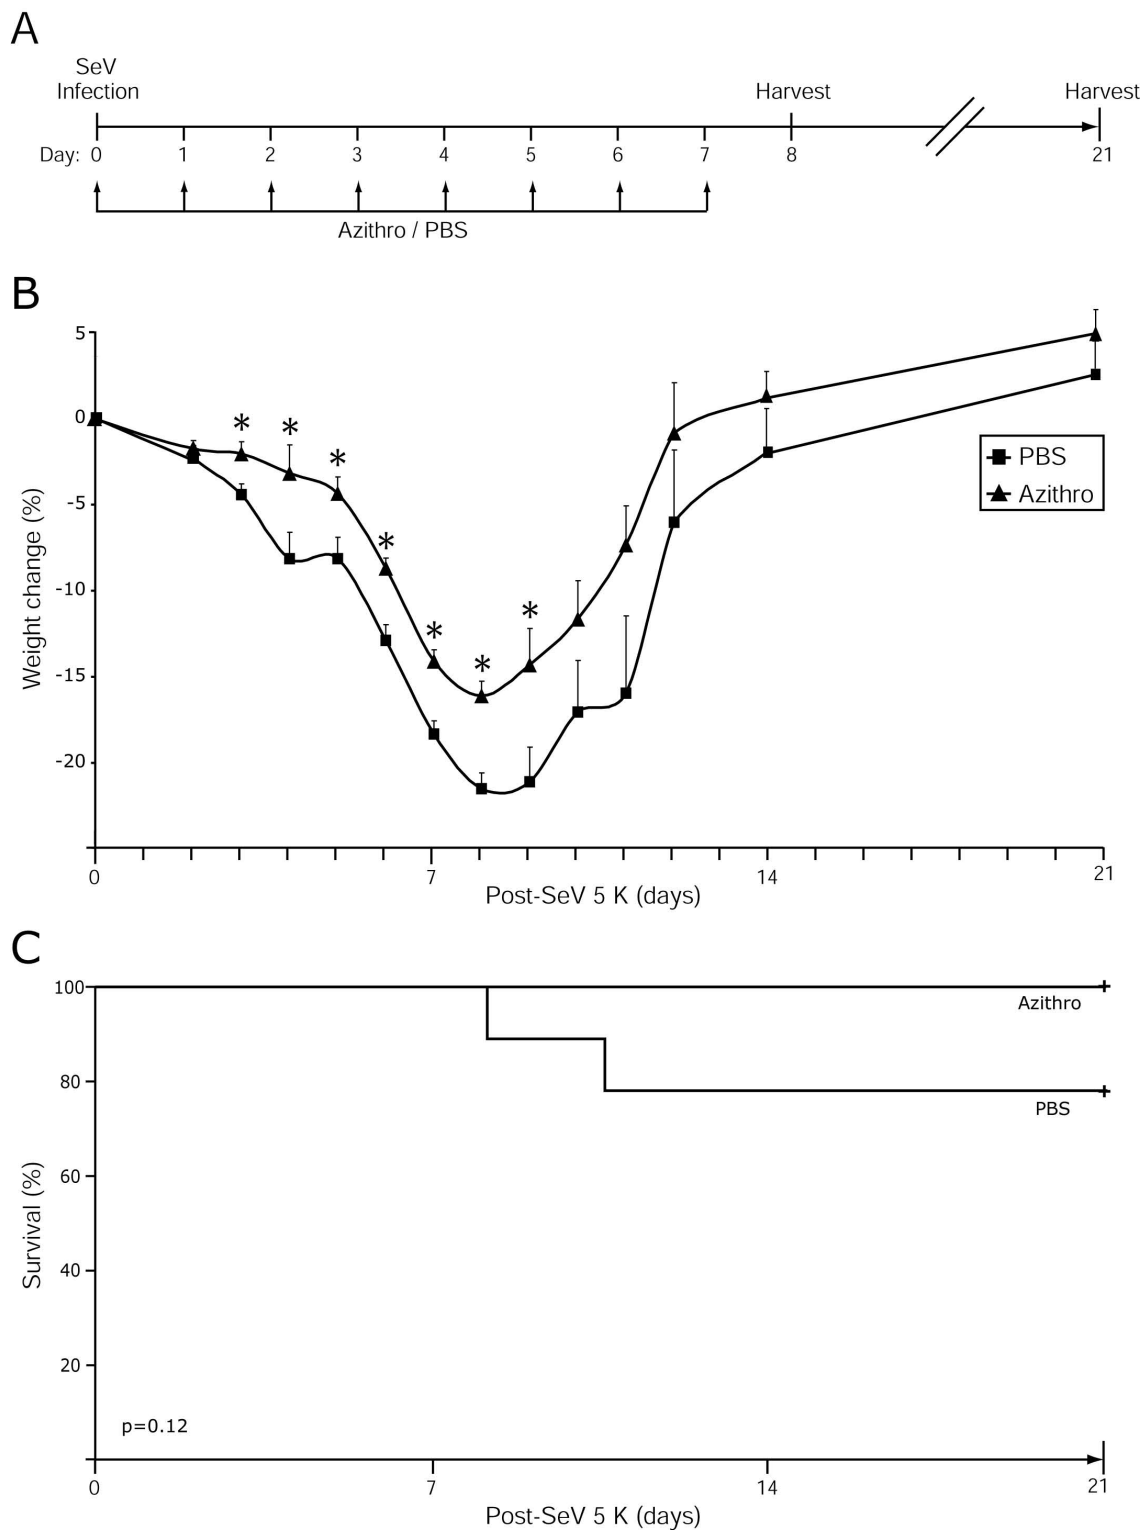 A
SeV
Infection
Harvest
Harvest
Day: 0 1 2 3 4 5 6 7 8 21
Azithro / PBS
B
5
0
-5
-10
-15
-20
Weight change (%)
* * * * * * *
PBS
Azithro
0 7 14 21
Post-SeV 5 K (days)
C
100
80
60
40
20
Survival (%)
Azithro
PBS
p=0.12
0 7 14 21
Post-SeV 5 K (days)